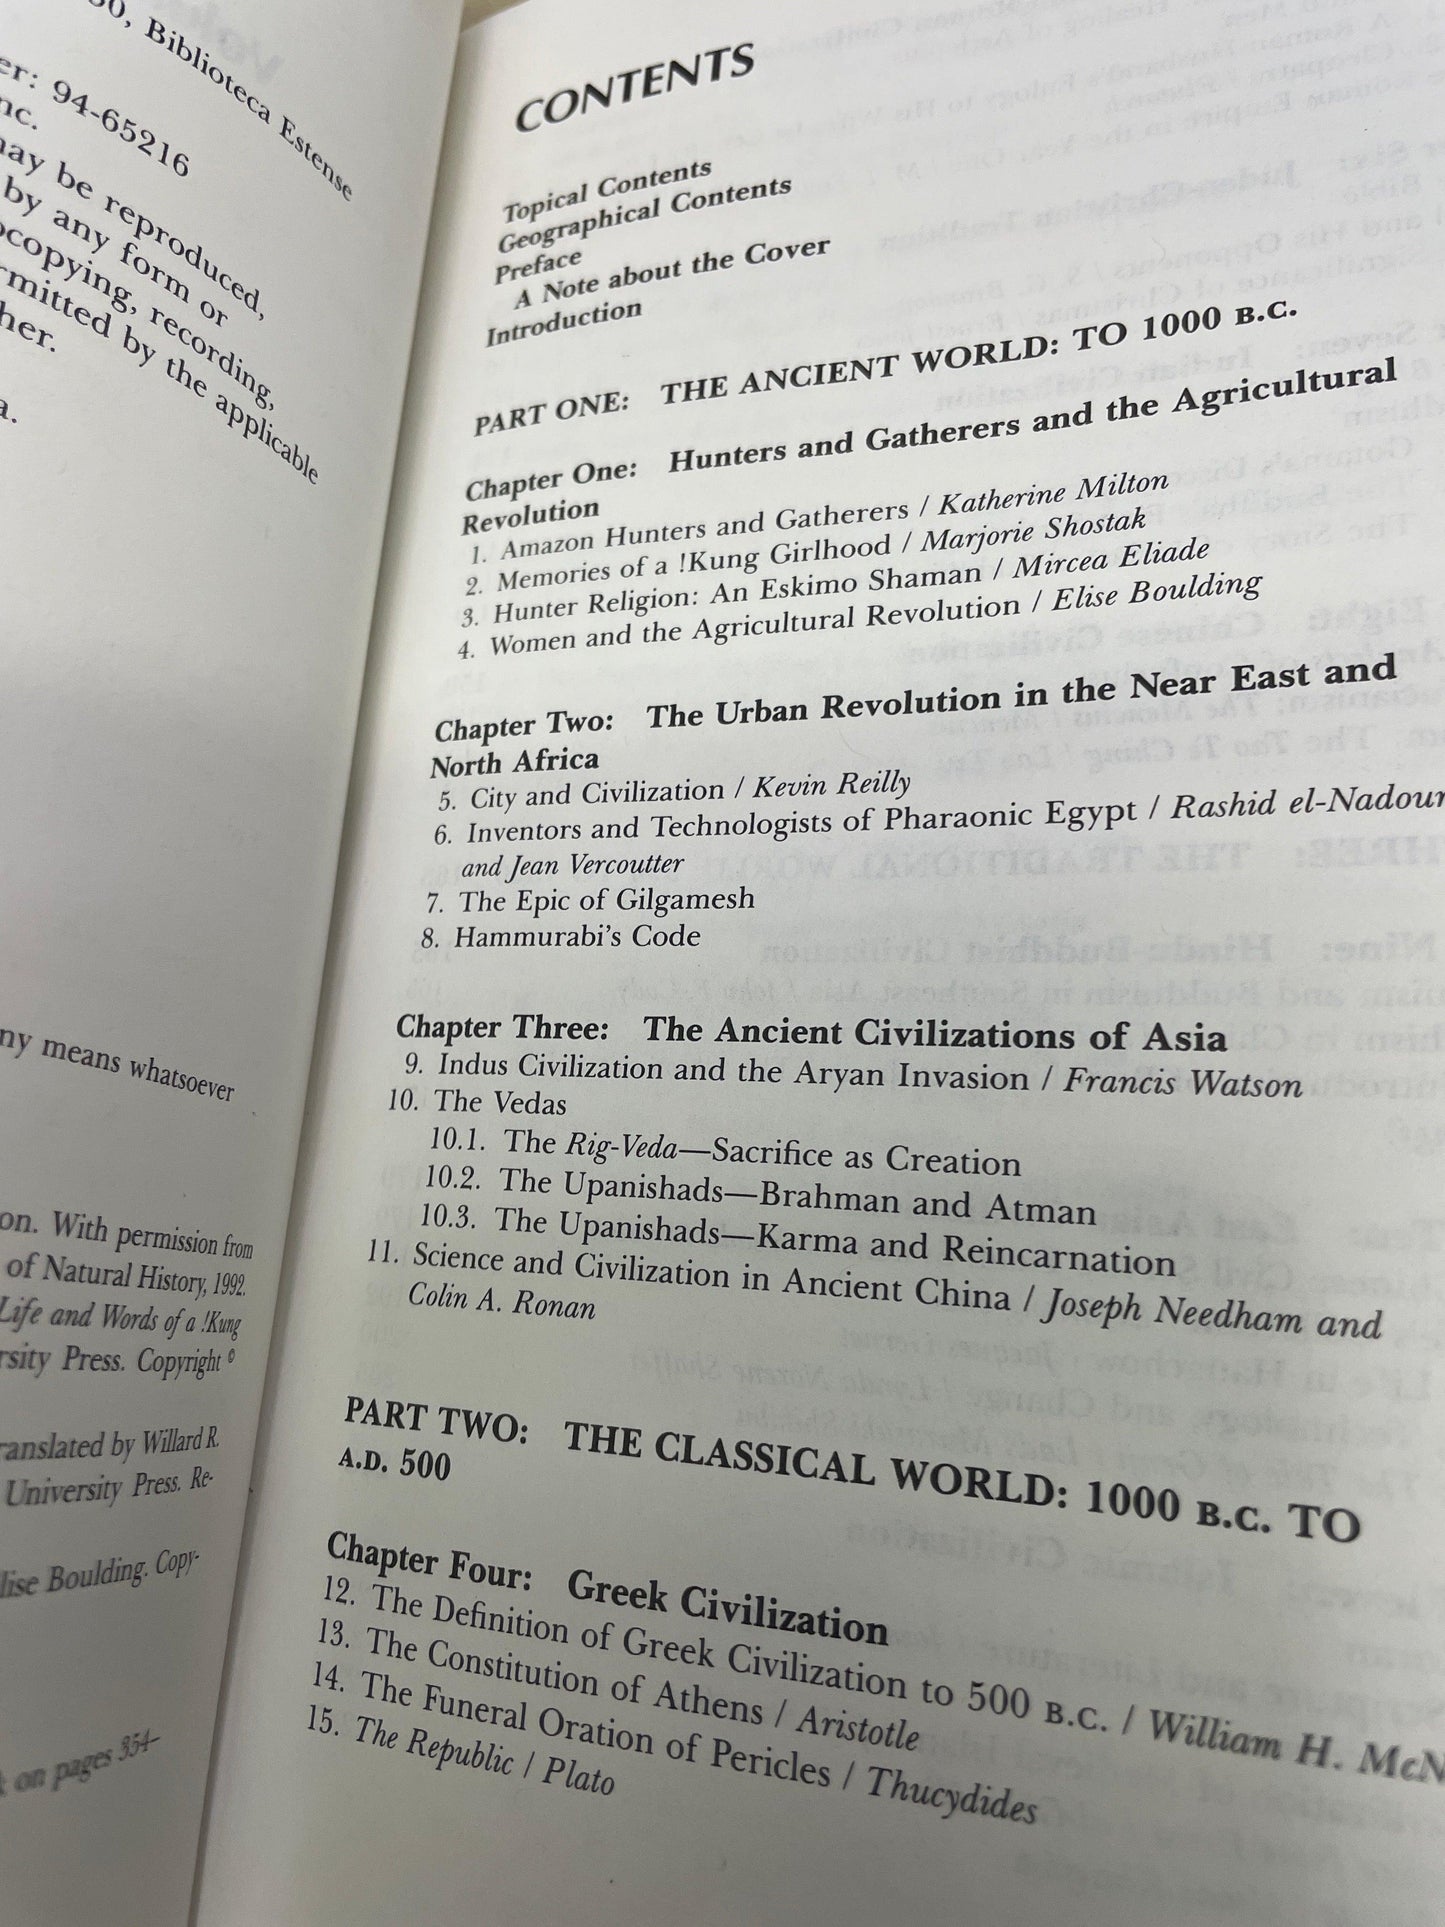 50, Biblioteca Estense
er: 94-65216
nc.
may be reproduced,
by any form or
ocopying, recording,
rmitted by the applicable
her.
a.
ny means whatsoever
on. With permission from
of Natural History, 1992.
Life and Words of a !Kung
rsity Press. Copyright ©
ranslated by Willard R.
University Press. Re-
lise Boulding. Copy-
on pages 354–
CONTENTS
Topical Contents
Geographical Contents
Preface
A Note about the Cover
Introduction
PART ONE: THE ANCIENT WORLD: TO 1000 B.C.
Chapter One: Hunters and Gatherers and the Agricultural
Revolution
1. Amazon Hunters and Gatherers / Katherine Milton
2. Memories of a !Kung Girlhood / Marjorie Shostak
3. Hunter Religion: An Eskimo Shaman / Mircea Eliade
4. Women and the Agricultural Revolution / Elise Boulding
Chapter Two: The Urban Revolution in the Near East and
North Africa
5. City and Civilization / Kevin Reilly
6. Inventors and Technologists of Pharaonic Egypt / Rashid el-Nadour
and Jean Vercoutter
7. The Epic of Gilgamesh
8. Hammurabi's Code
Chapter Three: The Ancient Civilizations of Asia
9. Indus Civilization and the Aryan Invasion / Francis Watson
10. The Vedas
10.1. The Rig-Veda—Sacrifice as Creation
10.2. The Upanishads—Brahman and Atman
10.3. The Upanishads—Karma and Reincarnation
11. Science and Civilization in Ancient China / Joseph Needham and
Colin A. Ronan
PART TWO: THE CLASSICAL WORLD: 1000 B.C. TO
A.D. 500
Chapter Four: Greek Civilization
12. The Definition of Greek Civilization to 500 B.C. / William H. McN
13. The Constitution of Athens / Aristotle
14. The Funeral Oration of Pericles / Thucydides
15. The Republic / Plato